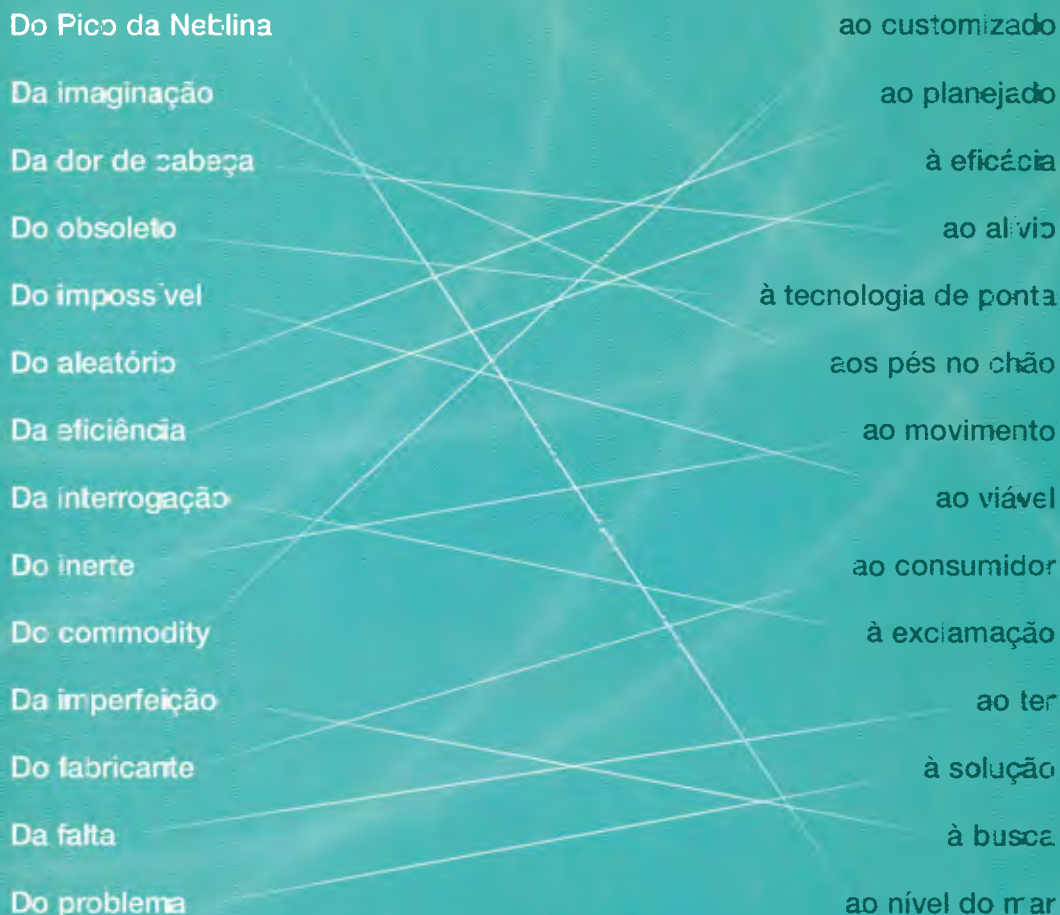 Do Pico da Neblina
ao customizado
Da imaginação
ao planejado
Da dor de cabeça
à eficácia
Do obsoleto
ao alívio
Do impossível
à tecnologia de ponta
Do aleatório
aos pés no chão
Da eficiência
ao movimento
Da interrogação
ao viável
Do inerte
ao consumidor
Do commodity
à exclamação
Da imperfeição
ao ter
Do fabricante
à solução
Da falta
à busca
Do problema
ao nível do mar